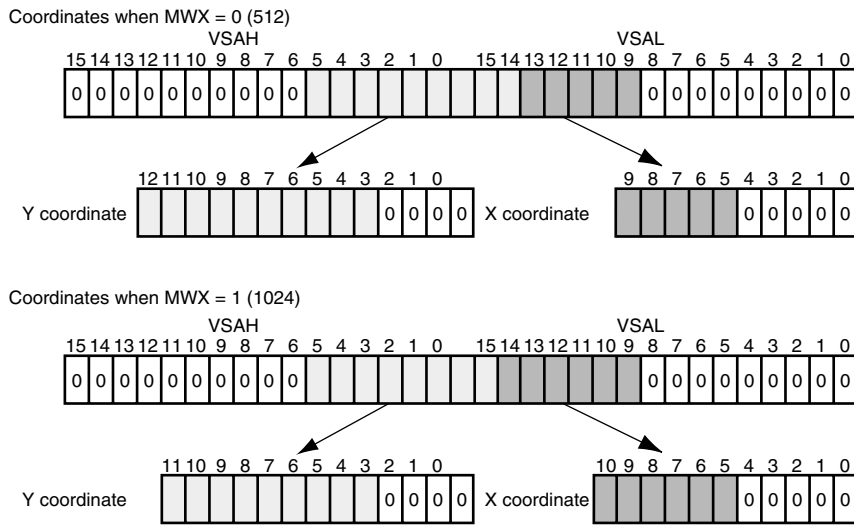 Coordinates when MWX = 0 (512)
VSAH VSAL
15 14 13 12 11 10 9 8 7 6 5 4 3 2 1 0 15 14 13 12 11 10 9 8 7 6 5 4 3 2 1 0
0 0 0 0 0 0 0 0 0 0 0 0 0 0 0 0 0 0 0
12 11 10 9 8 7 6 5 4 3 2 1 0 9 8 7 6 5 4 3 2 1 0
Y coordinate 0 0 0 0 X coordinate 0 0 0 0 0
Coordinates when MWX = 1 (1024)
VSAH VSAL
15 14 13 12 11 10 9 8 7 6 5 4 3 2 1 0 15 14 13 12 11 10 9 8 7 6 5 4 3 2 1 0
0 0 0 0 0 0 0 0 0 0 0 0 0 0 0 0 0 0 0
11 10 9 8 7 6 5 4 3 2 1 0 10 9 8 7 6 5 4 3 2 1 0
Y coordinate 0 0 0 0 X coordinate 0 0 0 0 0